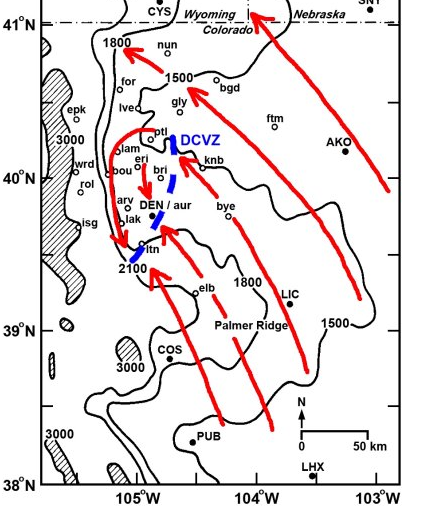 SNY
CYS
Wyoming Nebraska
41°N
Colorado
1800
nun
1500
for
bgd
lve
gly
epk
ftm
ptl
DCVZ
3000
AKO
lam
eri
knb
wrd
bou
bri
40°N
rol
arv
DEN / aur
lak
bye
isg
ltn
2100
1800
elb
LIC
1500
Palmer Ridge
39°N
COS
3000
N
3000
PUB
0 50 km
LHX
38°N
105°W 104°W 103°W